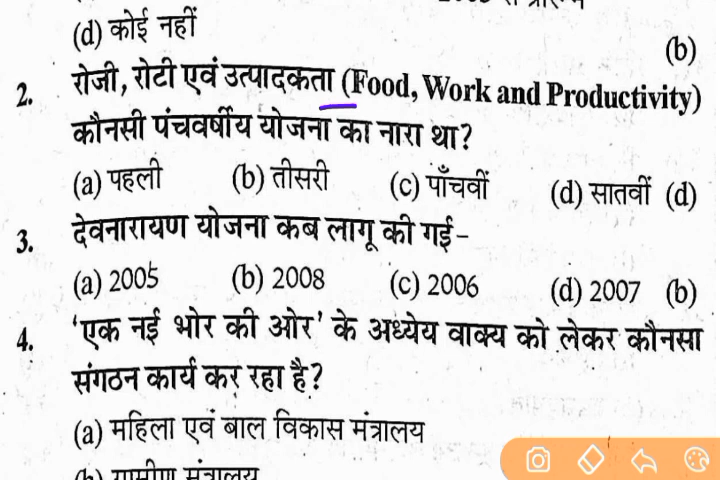 (d) कोई नहीं
(b)
2. रोजी, रोटी एवं उत्पादकता (Food, Work and Productivity)
कौनसी पंचवर्षीय योजना का नारा था?
(a) पहली (b) तीसरी (c) पाँचवीं (d) सातवीं (d)
3. देवनारायण योजना कब लागू की गई-
(a) 2005 (b) 2008 (c) 2006 (d) 2007 (b)
4. 'एक नई भोर की ओर' के अध्येय वाक्य को लेकर कौनसा
संगठन कार्य कर रहा है?
(a) महिला एवं बाल विकास मंत्रालय
(b) ग्रामीण मंत्रालय